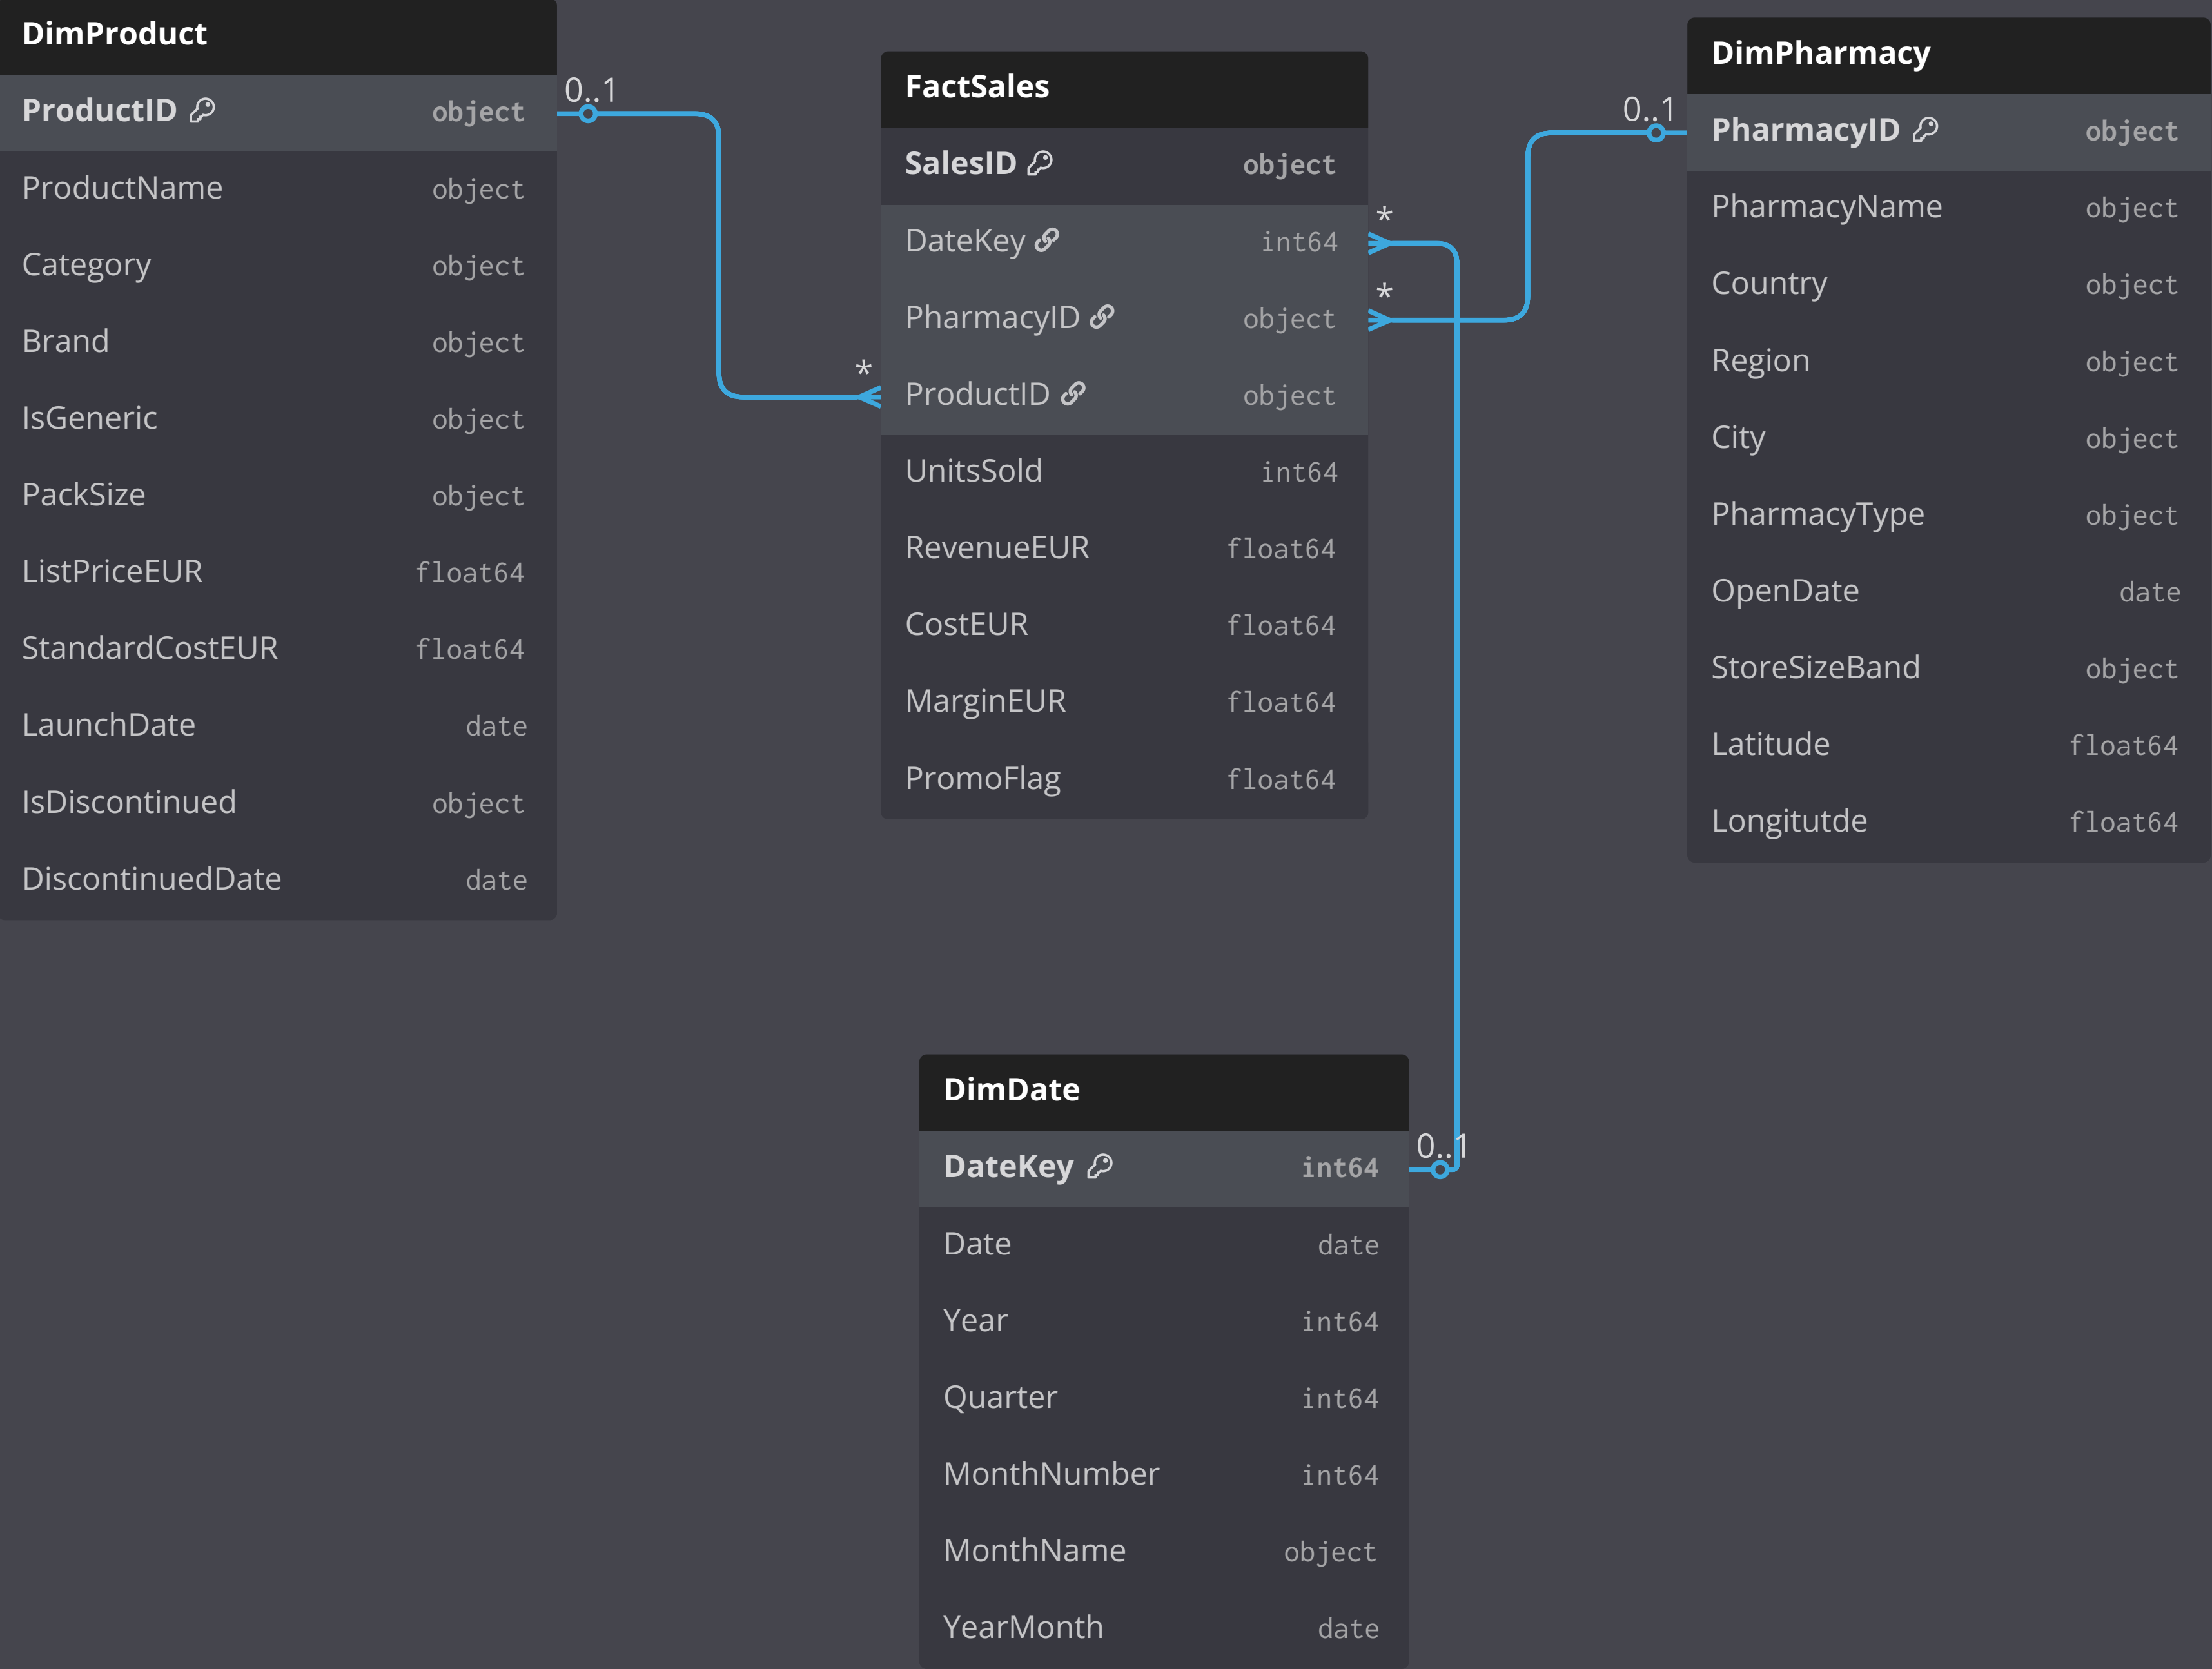 DimProduct
ProductID object
ProductName object
Category object
Brand object
IsGeneric object
PackSize object
ListPriceEUR float64
StandardCostEUR float64
LaunchDate date
IsDiscontinued object
DiscontinuedDate date
0..1
*
FactSales
SalesID object
DateKey int64
PharmacyID object
ProductID object
UnitsSold int64
RevenueEUR float64
CostEUR float64
MarginEUR float64
PromoFlag float64
*
*
0..1
DimPharmacy
PharmacyID object
PharmacyName object
Country object
Region object
City object
PharmacyType object
OpenDate date
StoreSizeBand object
Latitude float64
Longitutde float64
DimDate
DateKey int64
Date date
Year int64
Quarter int64
MonthNumber int64
MonthName object
YearMonth date
0..1